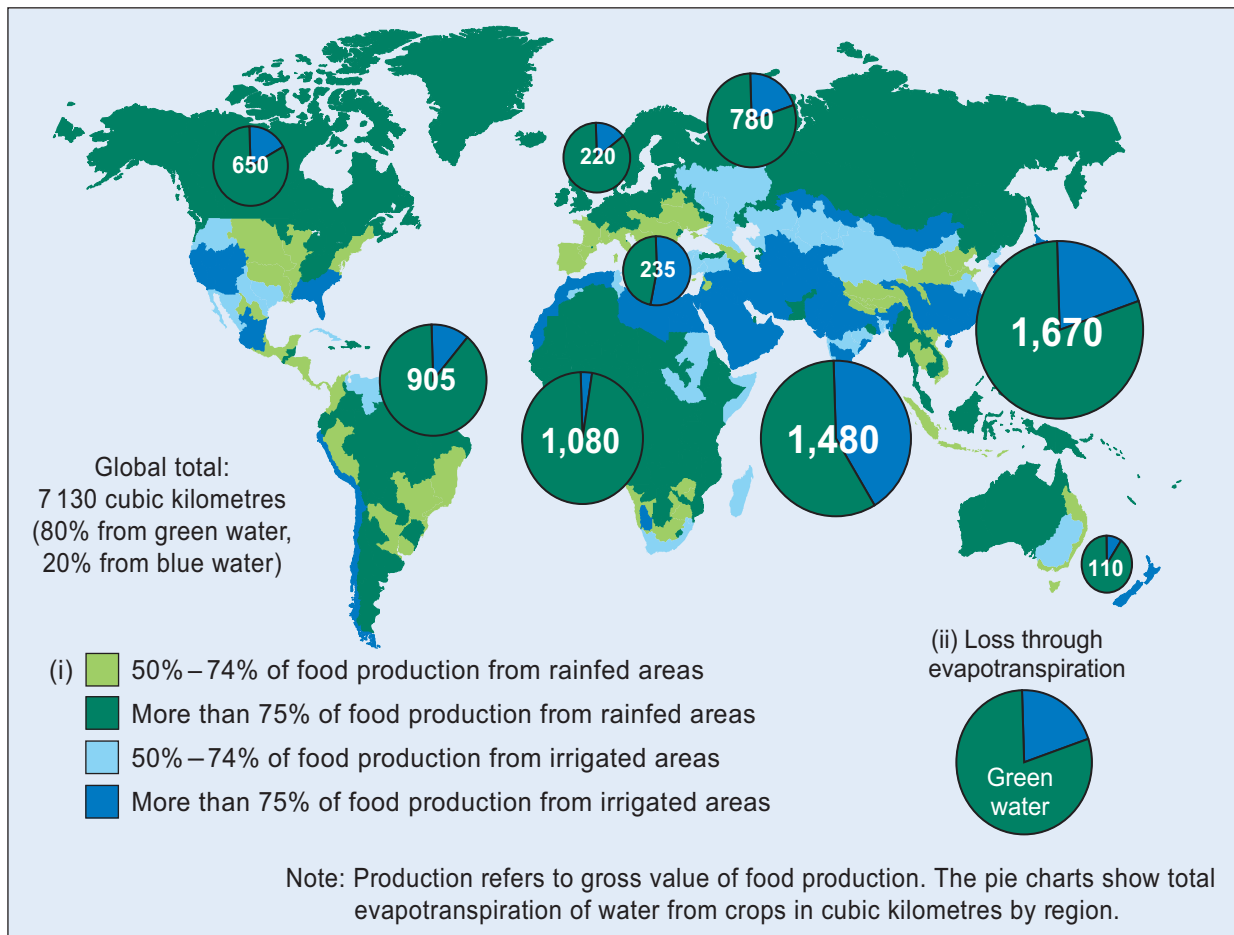 780
650
220
235
1,670
905
1,080
1,480
110
Global total:
7 130 cubic kilometres
(80% from green water,
20% from blue water)
(i)
50%–74% of food production from rainfed areas
More than 75% of food production from rainfed areas
50%–74% of food production from irrigated areas
More than 75% of food production from irrigated areas
(ii) Loss through
evapotranspiration
Green
water
Note: Production refers to gross value of food production. The pie charts show total
evapotranspiration of water from crops in cubic kilometres by region.